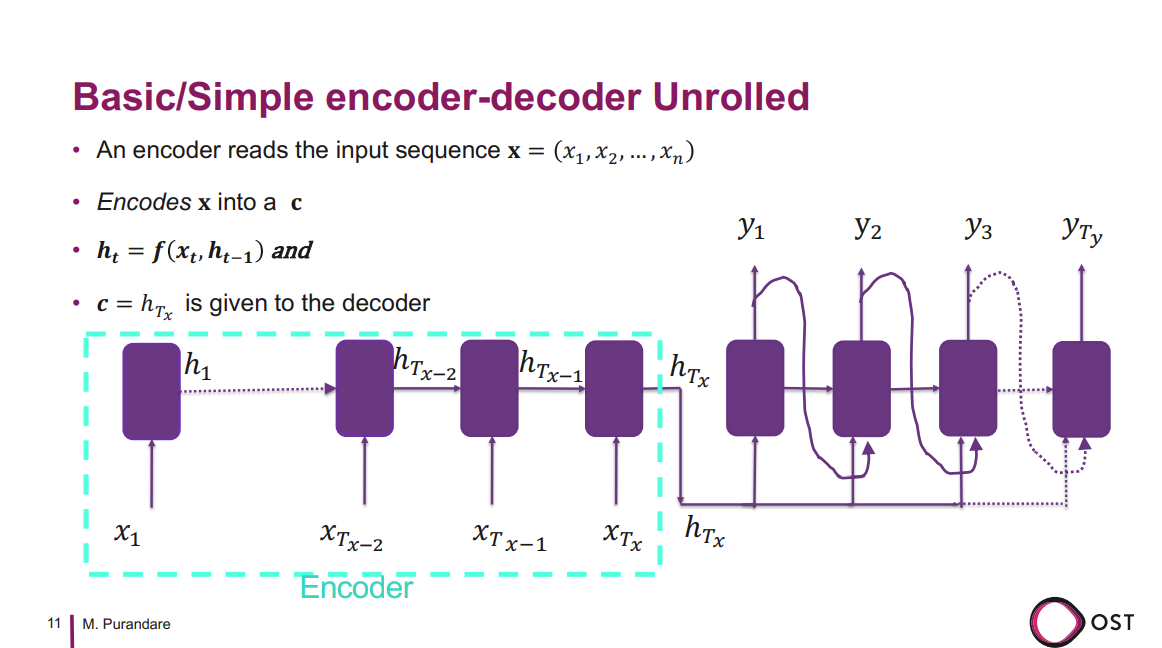 Basic/Simple encoder-decoder Unrolled
• An encoder reads the input sequence 𝐱 = (x₁, x₂, … , xₙ)
• Encodes 𝐱 into a 𝐜
• hₜ = f(xₜ, hₜ₋₁) and
• c = h_{Tₓ} is given to the decoder
y₁ y₂ y₃ y_{T_y}
h₁ h_{Tₓ₋₂} h_{Tₓ₋₁} h_{Tₓ}
x₁ x_{Tₓ₋₂} x_{T x−1} x_{Tₓ} h_{Tₓ}
Encoder
11 M. Purandare
OST